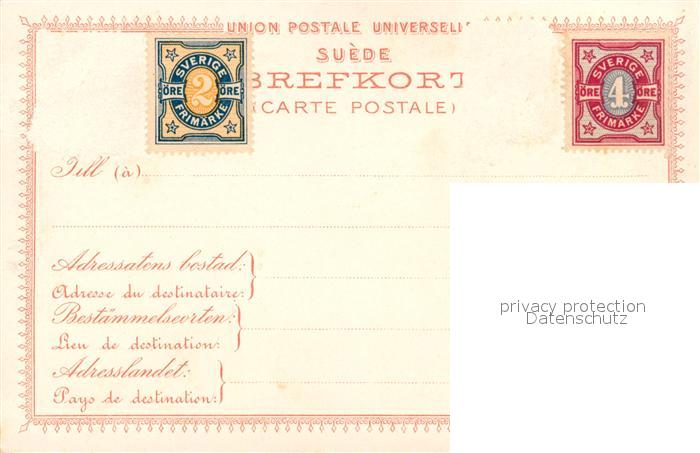 UNION POSTALE UNIVERSELL
SUÈDE
BREFKORT
(CARTE POSTALE)
SVERIGE
ÖRE 2 ÖRE
FRIMÄRKE
SVERIGE
ÖRE 4 ÖRE
FRIMÄRKE
Till (à)
Adressatens bostad:
Adresse du destinataire:
Bestämmelseorten:
Lieu de destination:
Adresslandet:
Pays de destination:
privacy protection
Datenschutz